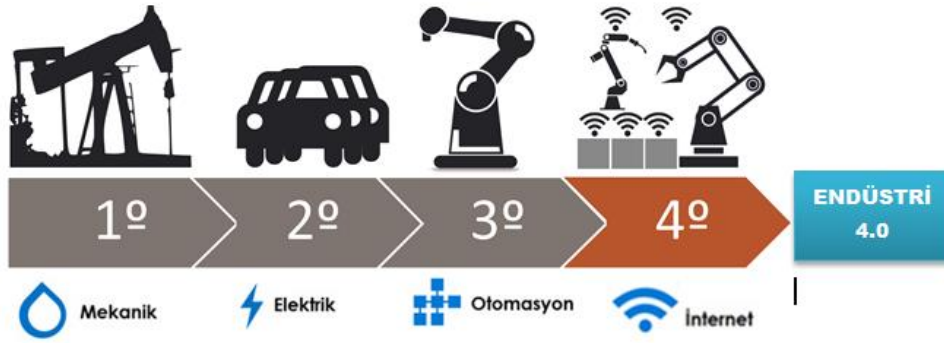 1º 2º 3º 4º
ENDÜSTRİ
4.0
Mekanik
Elektrik
Otomasyon
İnternet